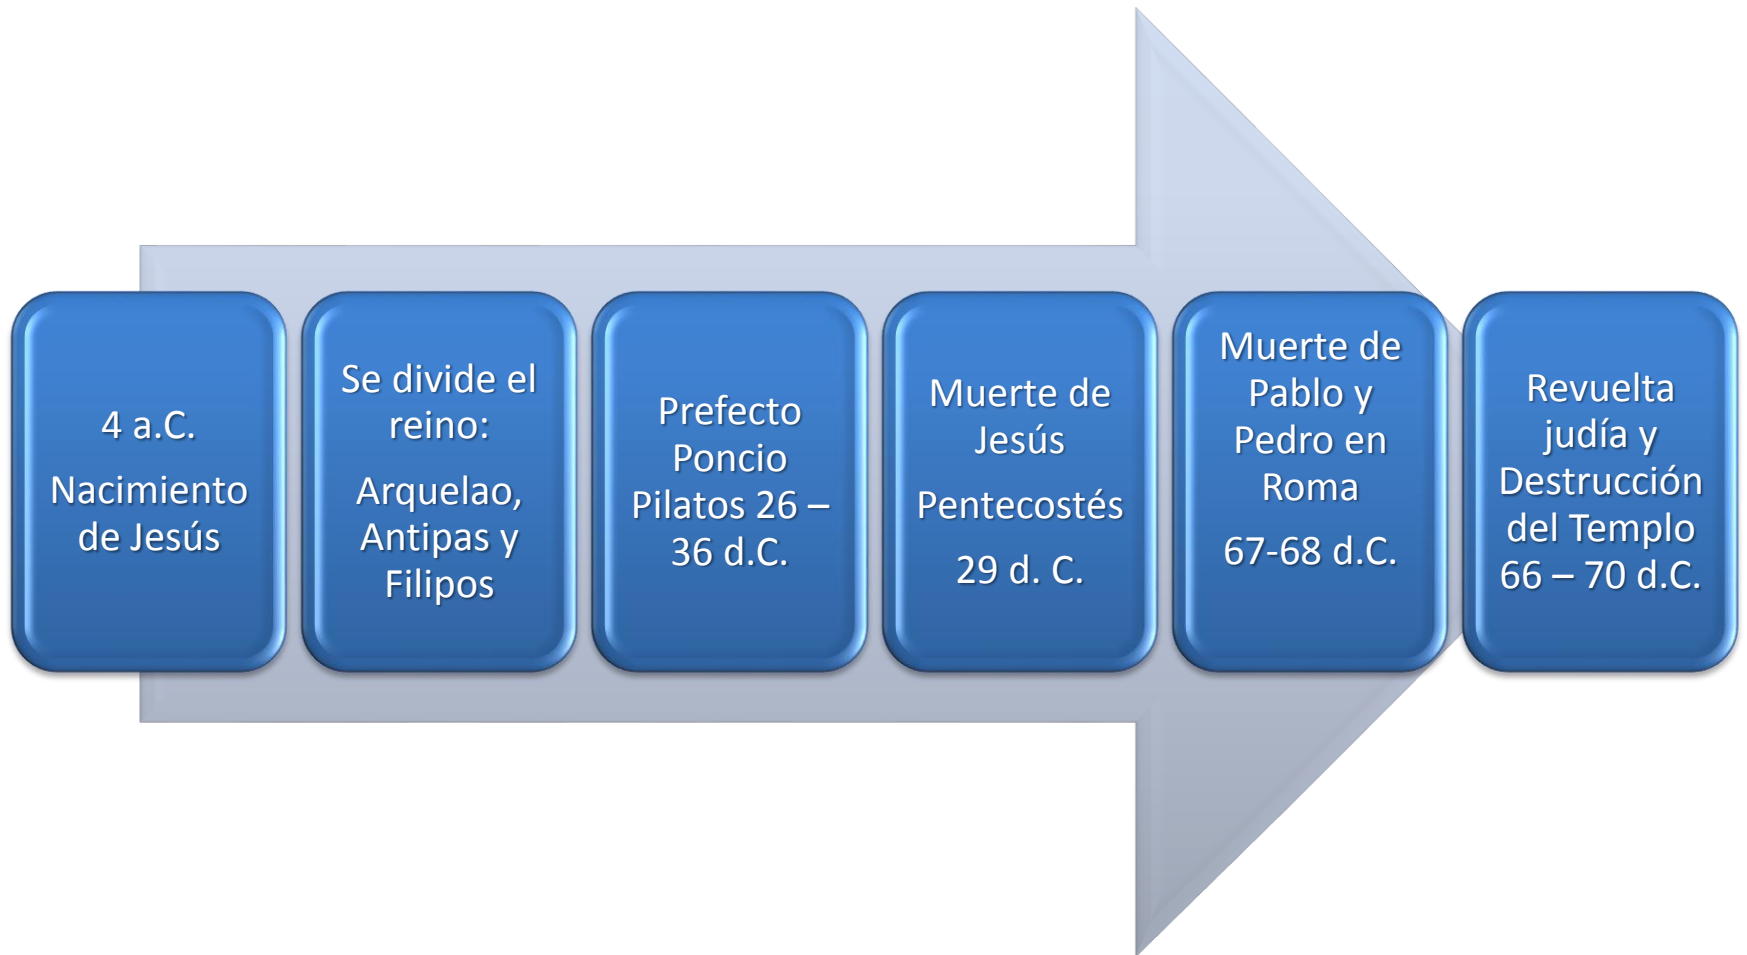 4 a.C.
Nacimiento
de Jesús
Se divide el
reino:
Arquelao,
Antipas y
Filipos
Prefecto
Poncio
Pilatos 26 –
36 d.C.
Muerte de
Jesús
Pentecostés
29 d. C.
Muerte de
Pablo y
Pedro en
Roma
67-68 d.C.
Revuelta
judía y
Destrucción
del Templo
66 – 70 d.C.